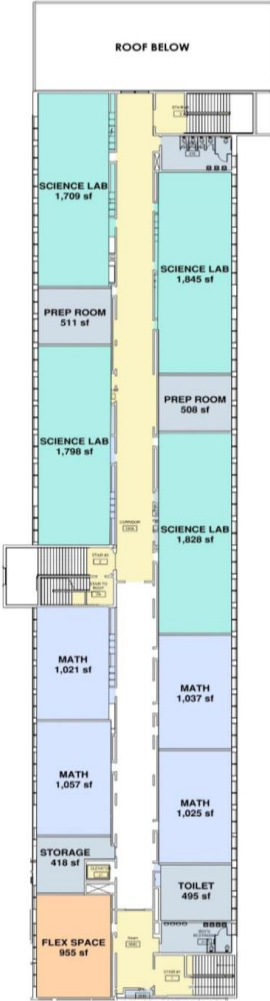 ROOF BELOW
SCIENCE LAB
1,709 sf
SCIENCE LAB
1,845 sf
PREP ROOM
511 sf
PREP ROOM
508 sf
SCIENCE LAB
1,798 sf
SCIENCE LAB
1,828 sf
CORRIDOR
MATH
1,021 sf
MATH
1,037 sf
MATH
1,057 sf
MATH
1,025 sf
STORAGE
418 sf
TOILET
495 sf
FLEX SPACE
955 sf